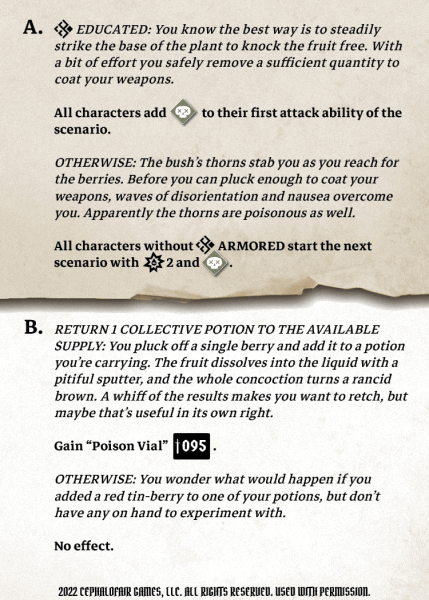 A. EDUCATED: You know the best way is to steadily
strike the base of the plant to knock the fruit free. With
a bit of effort you safely remove a sufficient quantity to
coat your weapons.
All characters add to their first attack ability of the
scenario.
OTHERWISE: The bush's thorns stab you as you reach for
the berries. Before you can pluck enough to coat your
weapons, waves of disorientation and nausea overcome
you. Apparently the thorns are poisonous as well.
All characters without ARMORED start the next
scenario with 2 and .
B. RETURN 1 COLLECTIVE POTION TO THE AVAILABLE
SUPPLY: You pluck off a single berry and add it to a potion
you're carrying. The fruit dissolves into the liquid with a
pitiful sputter, and the whole concoction turns a rancid
brown. A whiff of the results makes you want to retch, but
maybe that's useful in its own right.
Gain “Poison Vial” 095 .
OTHERWISE: You wonder what would happen if you
added a red tin-berry to one of your potions, but don't
have any on hand to experiment with.
No effect.
2022 CEPHALOFAIR GAMES, LLC. ALL RIGHTS RESERVED. USED WITH PERMISSION.